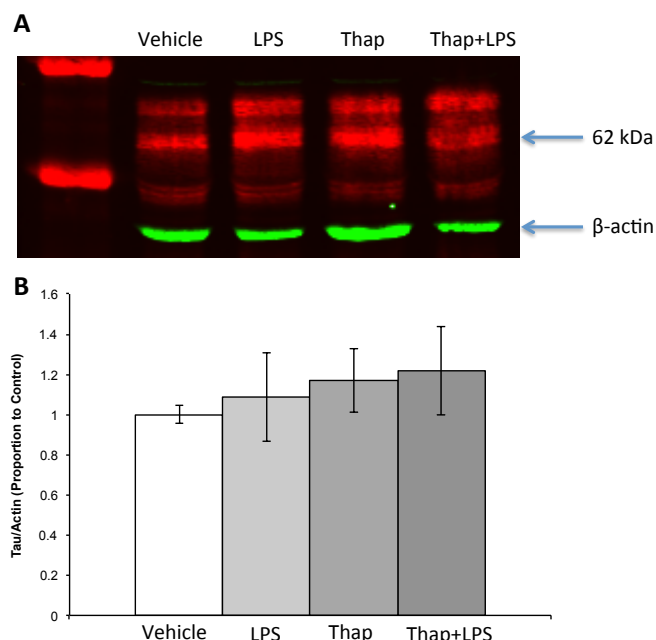 A
Vehicle LPS Thap Thap+LPS
62 kDa
β-actin
B
1.6
1.4
1.2
1
0.8
0.6
0.4
0.2
0
Tau/Actin (Proportion to Control)
Vehicle LPS Thap Thap+LPS